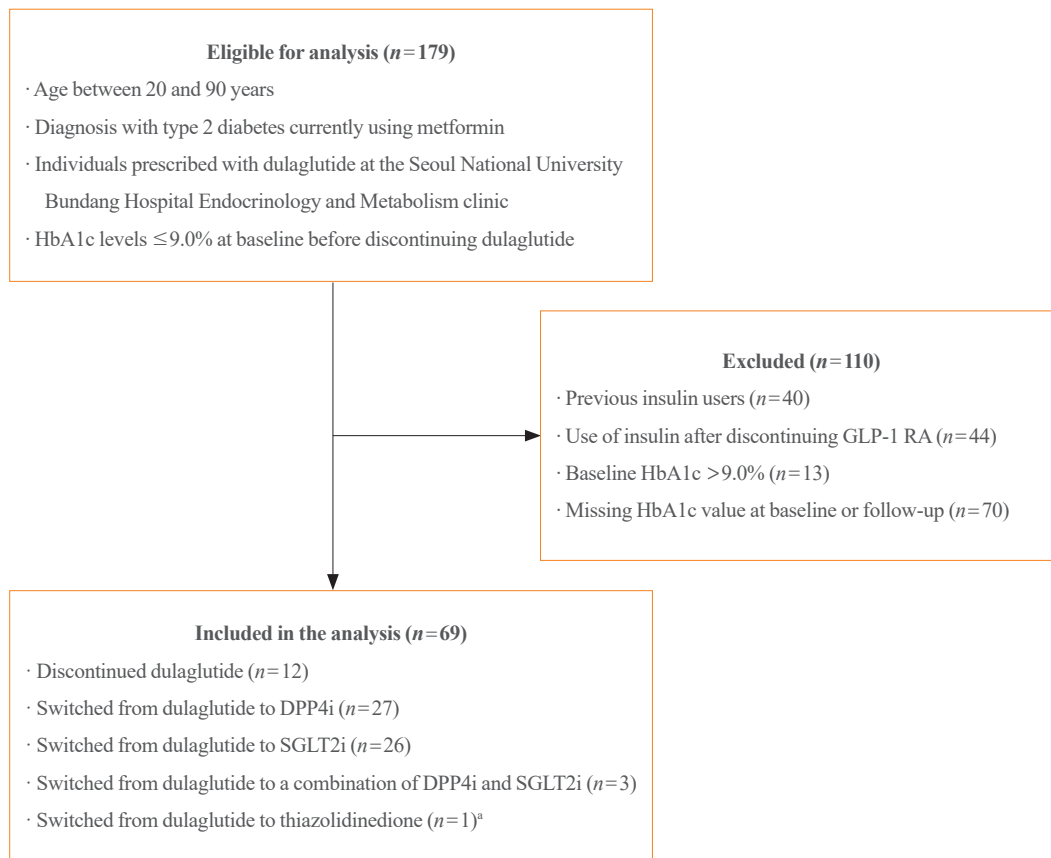 Eligible for analysis (n=179)
· Age between 20 and 90 years
· Diagnosis with type 2 diabetes currently using metformin
· Individuals prescribed with dulaglutide at the Seoul National University
Bundang Hospital Endocrinology and Metabolism clinic
· HbA1c levels ≤9.0% at baseline before discontinuing dulaglutide
Excluded (n=110)
· Previous insulin users (n=40)
· Use of insulin after discontinuing GLP-1 RA (n=44)
· Baseline HbA1c >9.0% (n=13)
· Missing HbA1c value at baseline or follow-up (n=70)
Included in the analysis (n=69)
· Discontinued dulaglutide (n=12)
· Switched from dulaglutide to DPP4i (n=27)
· Switched from dulaglutide to SGLT2i (n=26)
· Switched from dulaglutide to a combination of DPP4i and SGLT2i (n=3)
· Switched from dulaglutide to thiazolidinedione (n=1)ᵃ